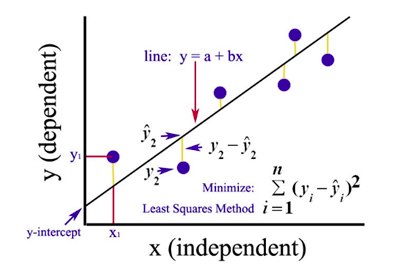 line: y = a + bx
y (dependent)
ŷ₂
y₂ – ŷ₂
y₁
y₂
Minimize:
n
Σ (yᵢ – ŷᵢ)²
i = 1
Least Squares Method
y-intercept
x₁
x (independent)